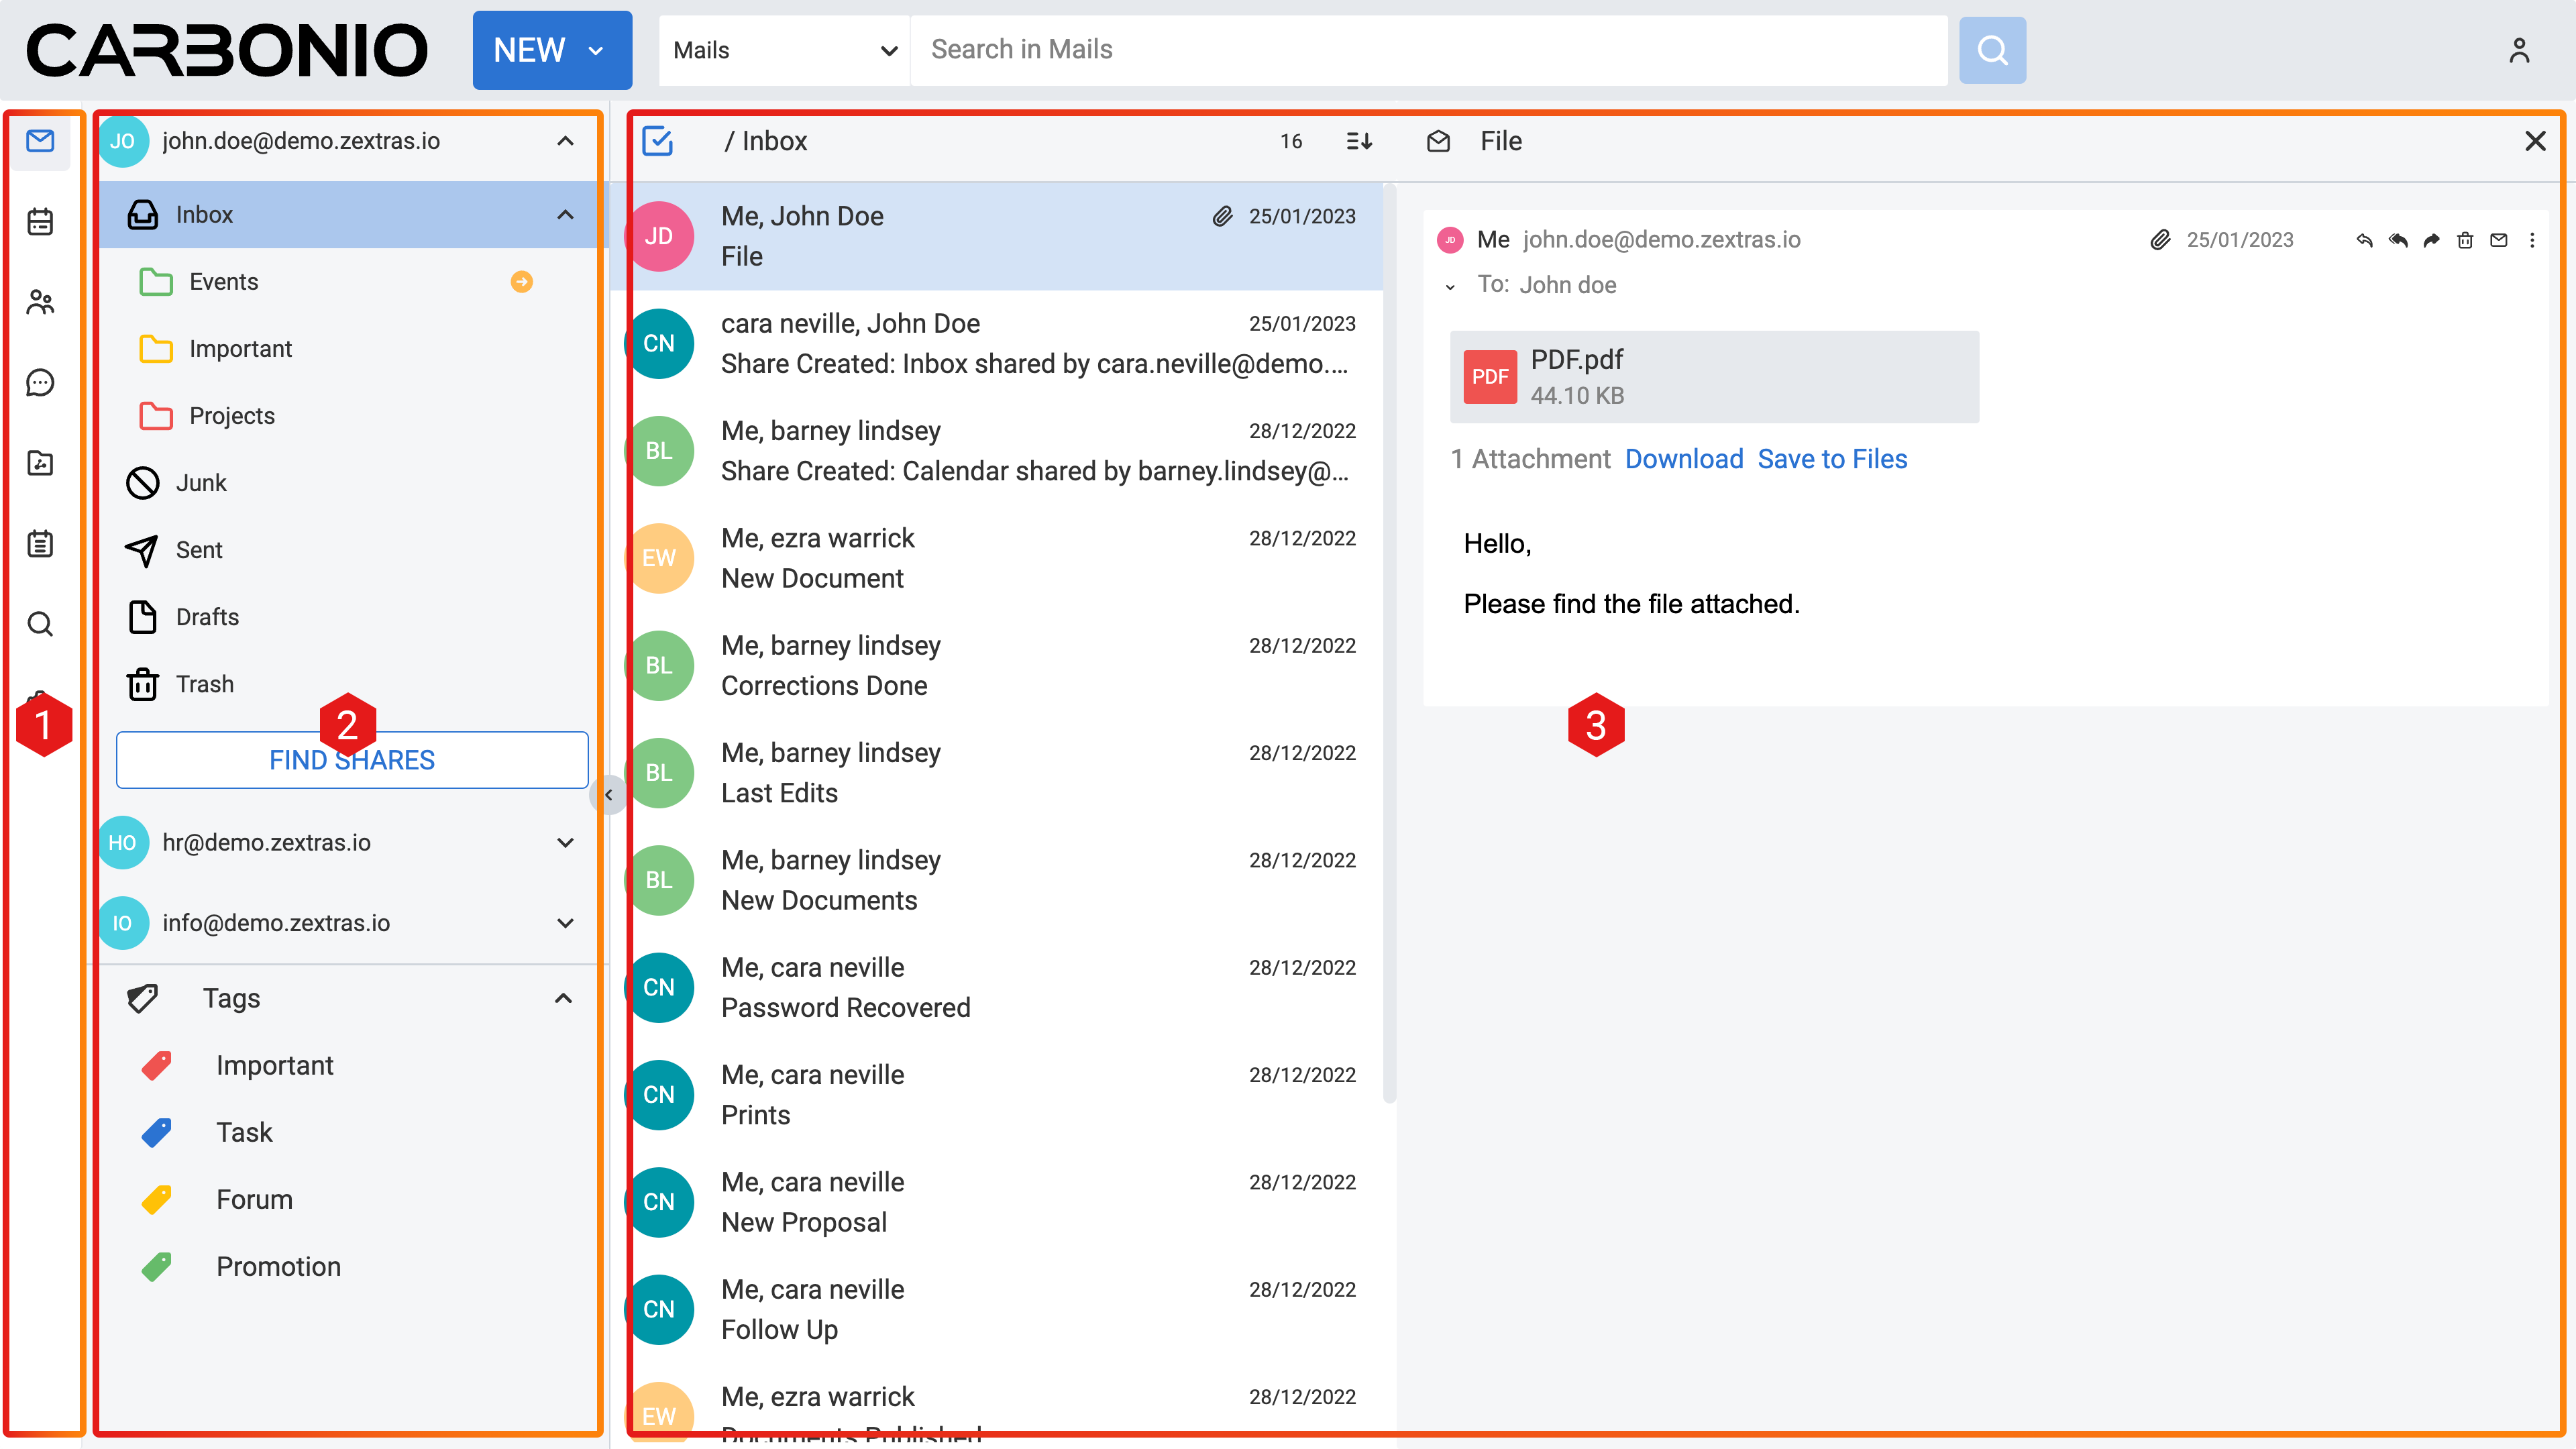 CARBONIO
NEW
Mails
Search in Mails
JO john.doe@demo.zextras.io
Inbox
Events
Important
Projects
Junk
Sent
Drafts
Trash
1
2
FIND SHARES
HO hr@demo.zextras.io
IO info@demo.zextras.io
Tags
Important
Task
Forum
Promotion
/ Inbox 16
JD Me, John Doe 25/01/2023
File
CN cara neville, John Doe 25/01/2023
Share Created: Inbox shared by cara.neville@demo....
BL Me, barney lindsey 28/12/2022
Share Created: Calendar shared by barney.lindsey@...
EW Me, ezra warrick 28/12/2022
New Document
BL Me, barney lindsey 28/12/2022
Corrections Done
BL Me, barney lindsey 28/12/2022
Last Edits
BL Me, barney lindsey 28/12/2022
New Documents
CN Me, cara neville 28/12/2022
Password Recovered
CN Me, cara neville 28/12/2022
Prints
CN Me, cara neville 28/12/2022
New Proposal
CN Me, cara neville 28/12/2022
Follow Up
EW Me, ezra warrick 28/12/2022
Documents Published
File
JD Me john.doe@demo.zextras.io 25/01/2023
To: John doe
PDF PDF.pdf
44.10 KB
1 Attachment Download Save to Files
Hello,
Please find the file attached.
3